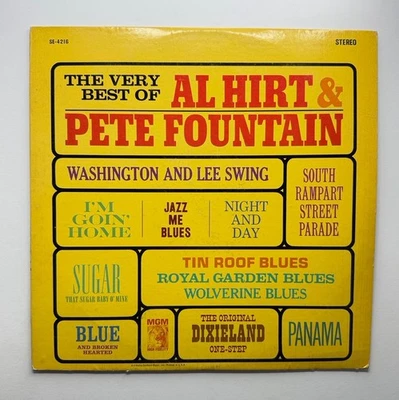 SE-4216
STEREO
THE VERY
BEST OF
AL HIRT &
PETE FOUNTAIN
WASHINGTON AND LEE SWING
SOUTH
RAMPART
STREET
PARADE
I'M
GOIN'
HOME
JAZZ
ME
BLUES
NIGHT
AND
DAY
SUGAR
THAT SUGAR BABY O' MINE
TIN ROOF BLUES
ROYAL GARDEN BLUES
WOLVERINE BLUES
BLUE
AND BROKEN
HEARTED
MGM
THE ORIGINAL
DIXIELAND
ONE-STEP
PANAMA